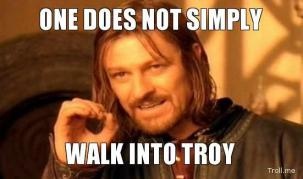 ONE DOES NOT SIMPLY
WALK INTO TROY
Troll.me